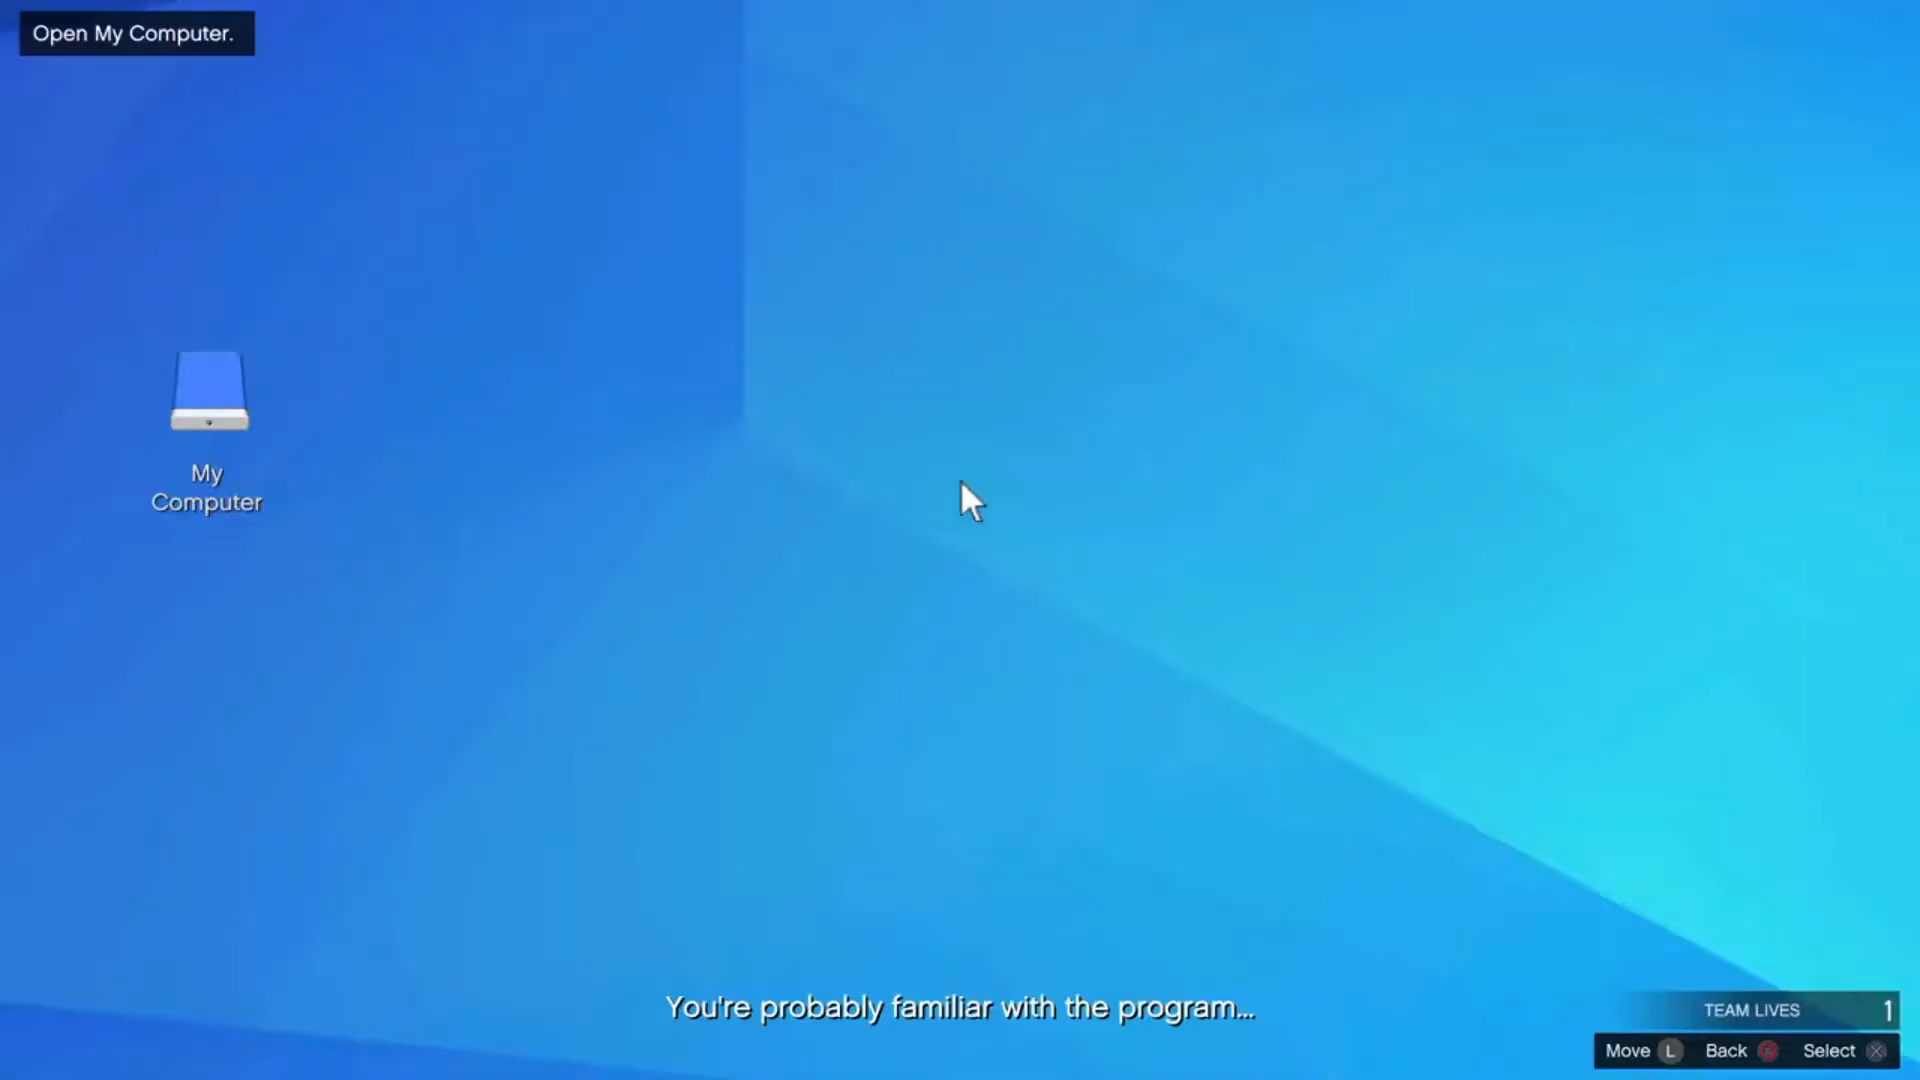 Open My Computer.
My
Computer
You're probably familiar with the program...
TEAM LIVES 1
Move L Back Select